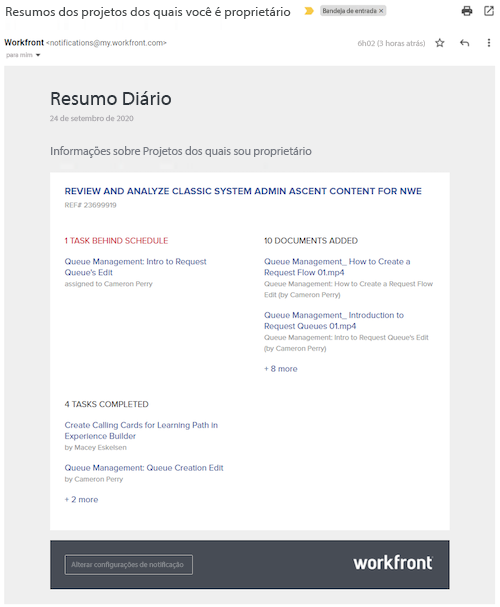 Resumos dos projetos dos quais você é proprietário
Bandeja de entrada ×
Workfront <notifications@my.workfront.com>
6h02 (3 horas atrás)
para mim
Resumo Diário
24 de setembro de 2020
Informações sobre Projetos dos quais sou proprietário
REVIEW AND ANALYZE CLASSIC SYSTEM ADMIN ASCENT CONTENT FOR NWE
REF# 23699919
1 TASK BEHIND SCHEDULE
Queue Management: Intro to Request
Queue's Edit
assigned to Cameron Perry
10 DOCUMENTS ADDED
Queue Management_ How to Create a
Request Flow 01.mp4
Queue Management: How to Create a Request Flow
Edit (by Cameron Perry)
Queue Management_ Introduction to
Request Queues 01.mp4
Queue Management: Intro to Request Queue's Edit
(by Cameron Perry)
+ 8 more
4 TASKS COMPLETED
Create Calling Cards for Learning Path in
Experience Builder
by Macey Eskelsen
Queue Management: Queue Creation Edit
by Cameron Perry
+ 2 more
Alterar configurações de notificação
workfront